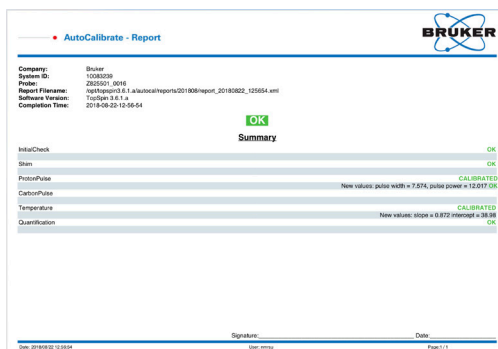 AutoCalibrate - Report
BRUKER
Company: Bruker
System ID: 10083239
Probe: Z825501_0016
Report Filename: /opt/topspin3.6.1.a/autocal/reports/201808/report_20180822_125654.xml
Software Version: TopSpin 3.6.1.a
Completion Time: 2018-08-22-12-56-54
OK
Summary
InitialCheck OK
Shim OK
ProtonPulse CALIBRATED
New values: pulse width = 7.574, pulse power = 12.017 OK
CarbonPulse
Temperature CALIBRATED
New values: slope = 0.872 intercept = 38.98
Quantification OK
Signature: Date:
Date: 2018/08/22 12:56:54 User: nmrsu Page:1 / 1